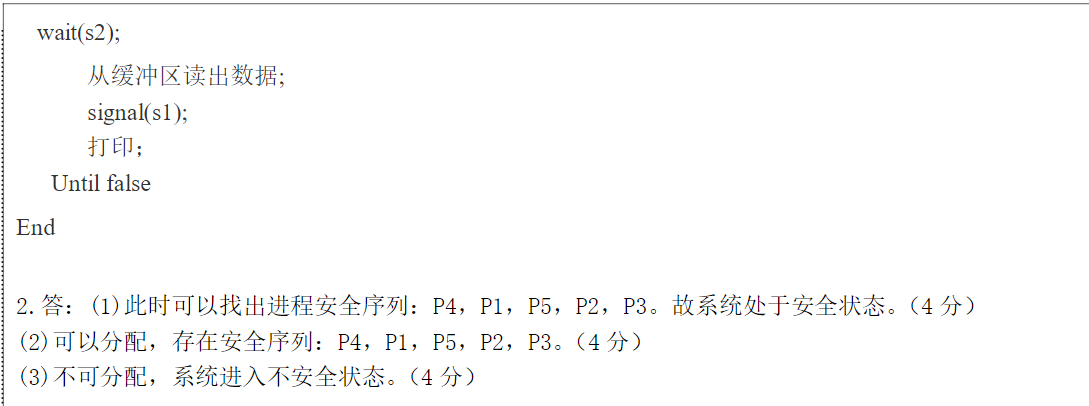 wait(s2);
从缓冲区读出数据;
signal(s1);
打印；
Until false
End
2.答：(1)此时可以找出进程安全序列：P4，P1，P5，P2，P3。故系统处于安全状态。（4分）
(2)可以分配，存在安全序列：P4，P1，P5，P2，P3。（4分）
(3)不可分配，系统进入不安全状态。（4分）